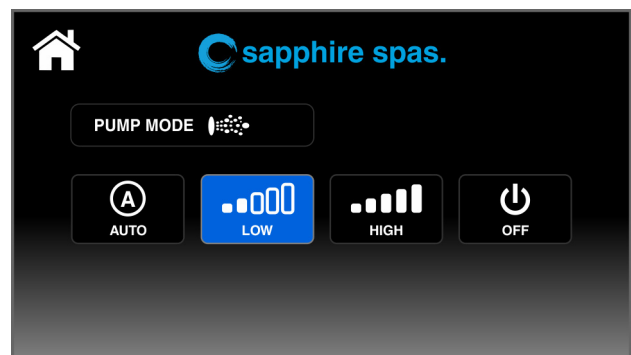 sapphire spas.
PUMP MODE
A
AUTO
LOW
HIGH
OFF